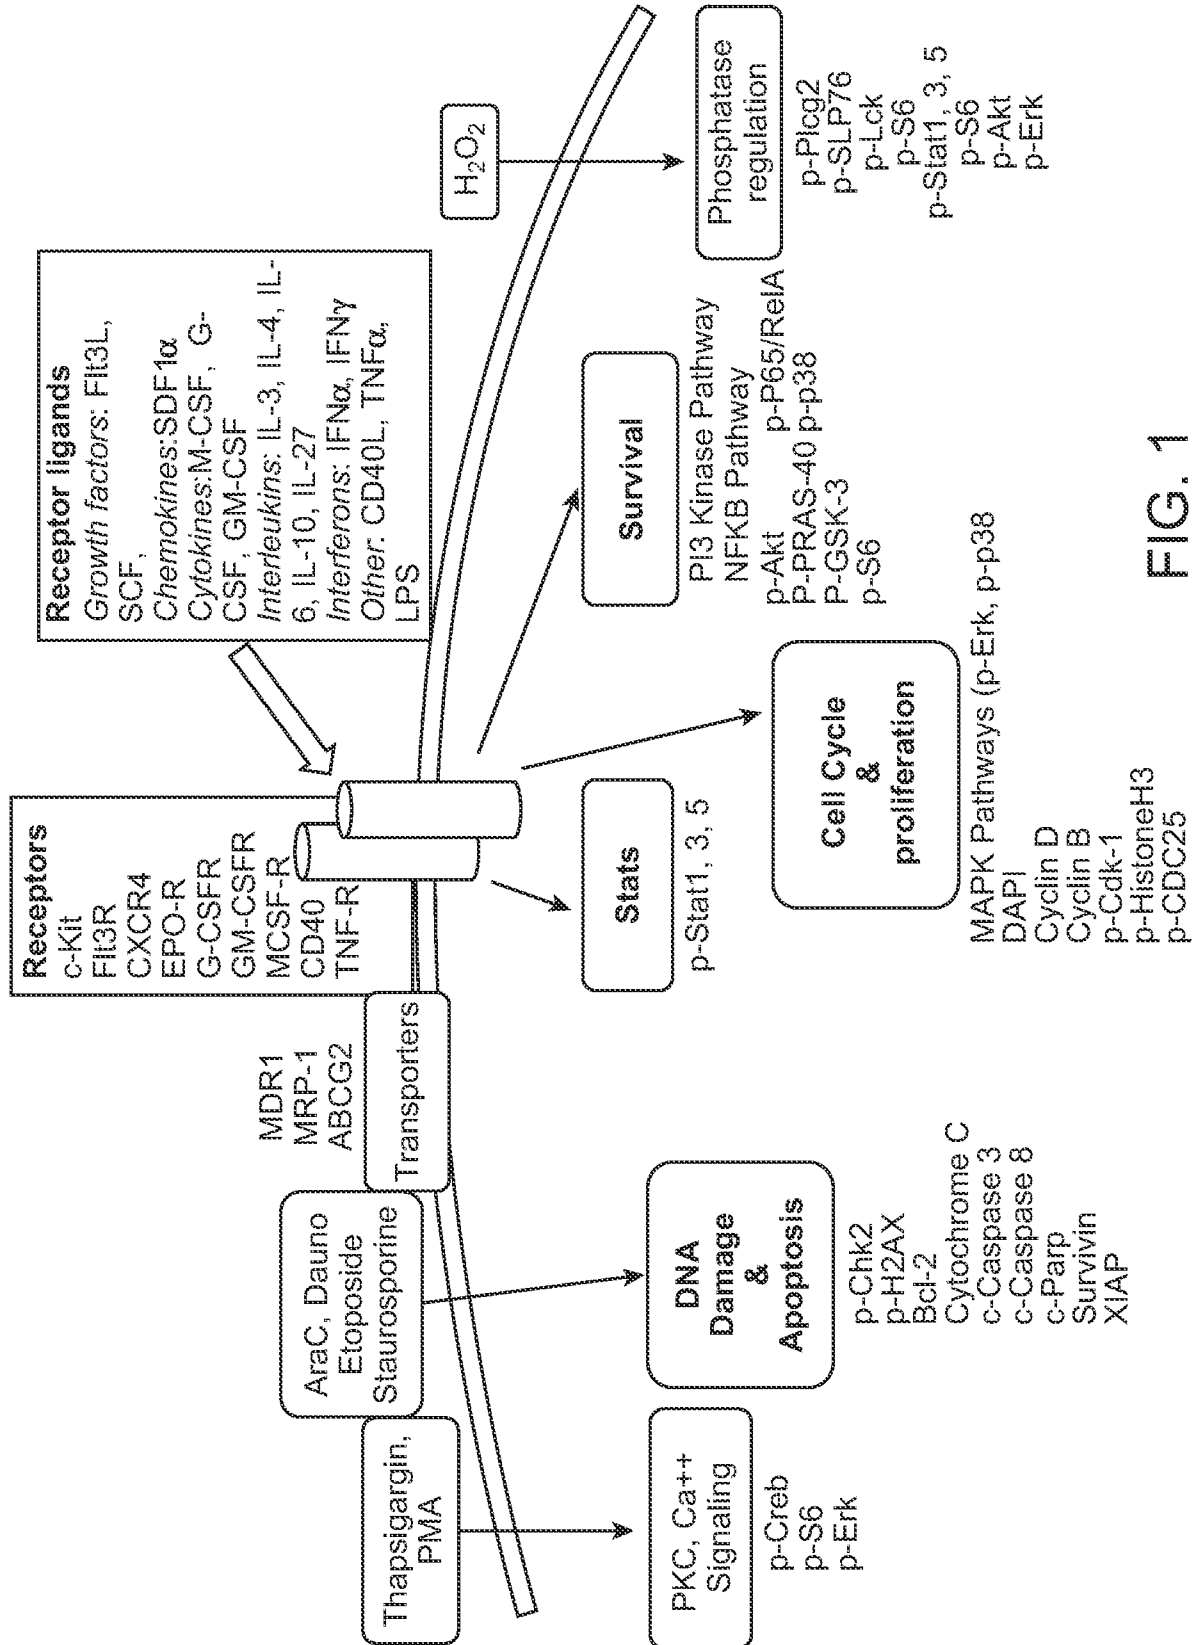 Receptors
c-Kit
Flt3R
CXCR4
EPO-R
G-CSFR
GM-CSFR
MCSF-R
CD40
TNF-R
Receptor ligands
Growth factors: Flt3L,
SCF,
Chemokines:SDF1α
Cytokines:M-CSF, G-
CSF, GM-CSF
Interleukins: IL-3, IL-4, IL-
6, IL-10, IL-27
Interferons: IFNα, IFNγ
Other: CD40L, TNFα,
LPS
MDR1
MRP-1
ABCG2
Transporters
AraC, Dauno
Etoposide
Staurosporine
Thapsigargin,
PMA
H2O2
PKC, Ca++
Signaling
p-Creb
p-S6
p-Erk
DNA
Damage
&
Apoptosis
p-Chk2
p-H2AX
Bcl-2
Cytochrome C
c-Caspase 3
c-Caspase 8
c-Parp
Survivin
XIAP
Stats
p-Stat1, 3, 5
Cell Cycle
&
proliferation
MAPK Pathways (p-Erk, p-p38
DAPI
Cyclin D
Cyclin B
p-Cdk-1
p-HistoneH3
p-CDC25
Survival
PI3 Kinase Pathway
NFKB Pathway
p-Akt p-P65/RelA
P-PRAS-40 p-p38
P-GSK-3
p-S6
Phosphatase
regulation
p-Plcg2
p-SLP76
p-Lck
p-S6
p-Stat1, 3, 5
p-S6
p-Akt
p-Erk
FIG. 1